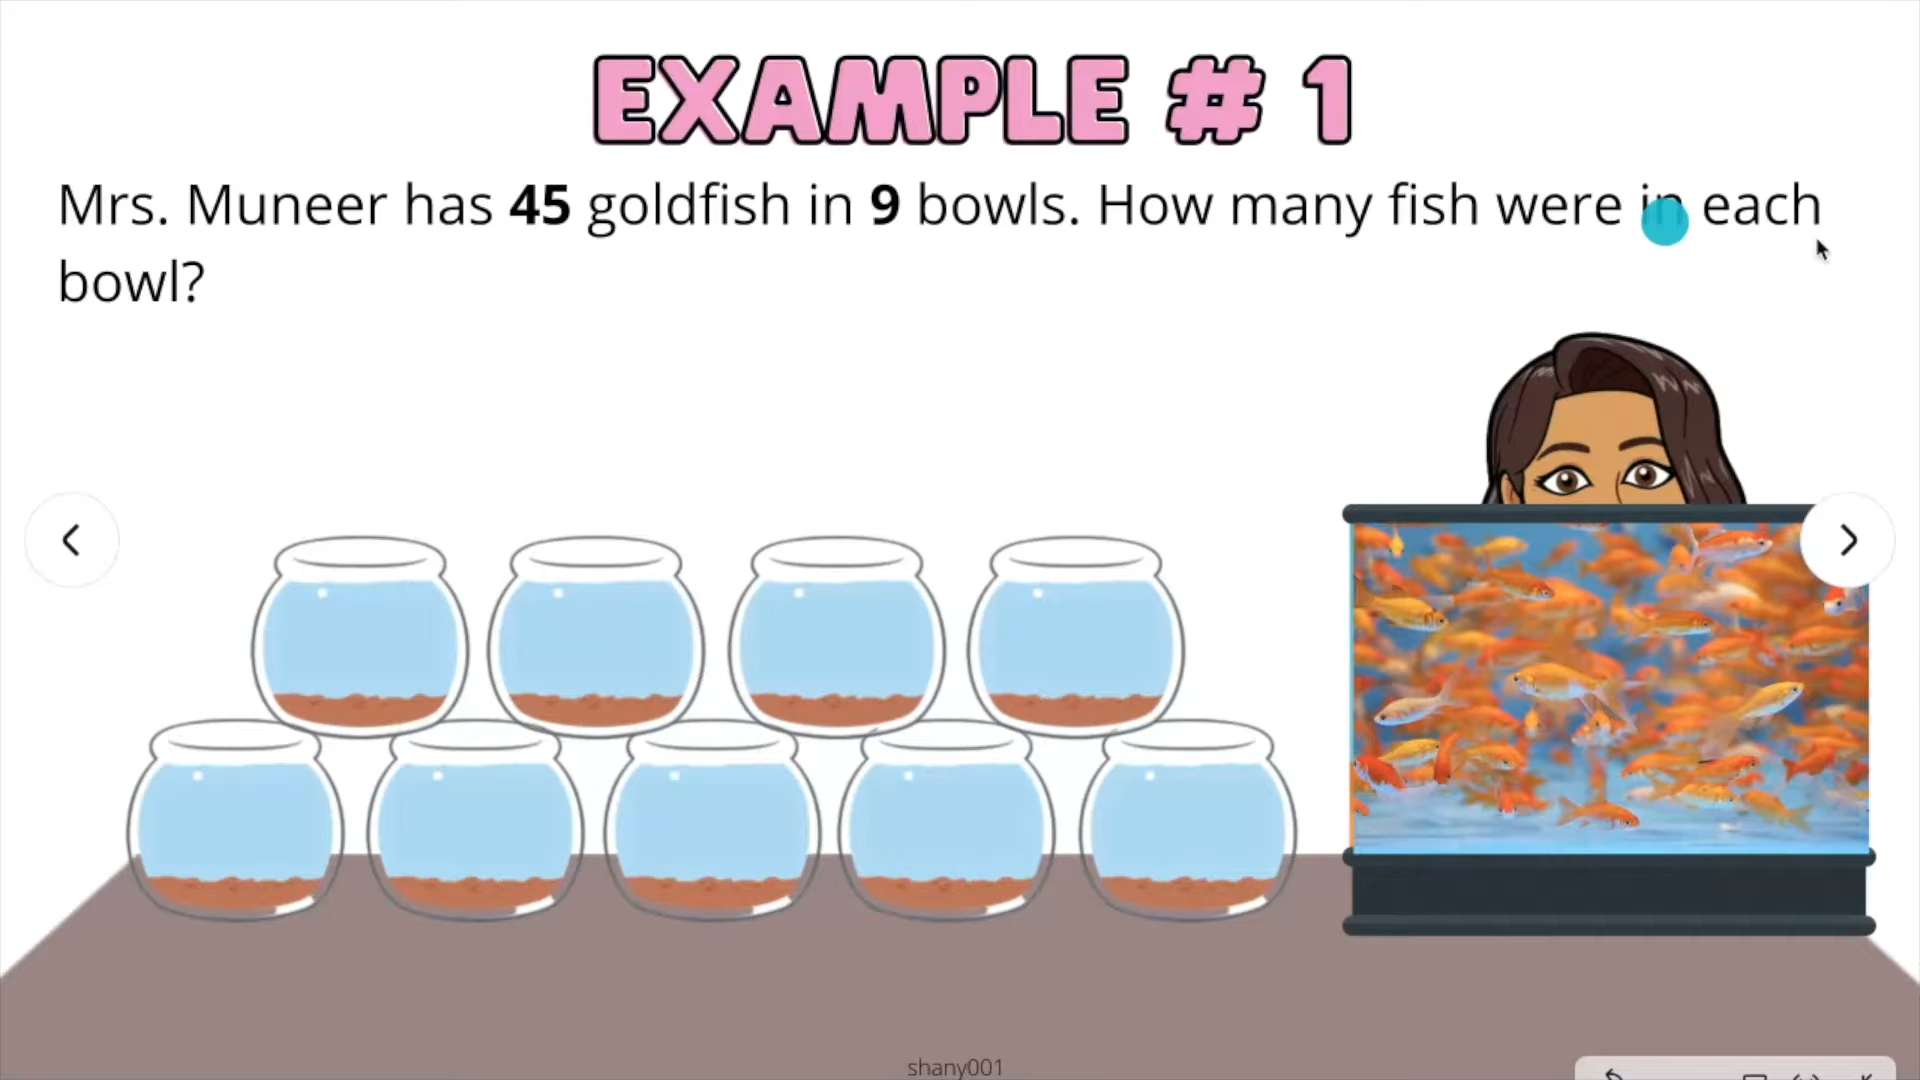 EXAMPLE # 1
Mrs. Muneer has 45 goldfish in 9 bowls. How many fish were in each
bowl?
shany001